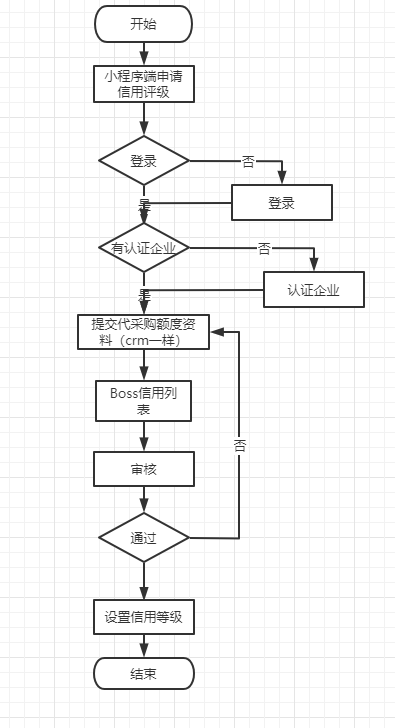 开始
小程序端申请
信用评级
登录
否
登录
是
有认证企业
否
认证企业
是
提交代采购额度资
料（crm一样）
Boss信用列
表
否
审核
通过
设置信用等级
结束